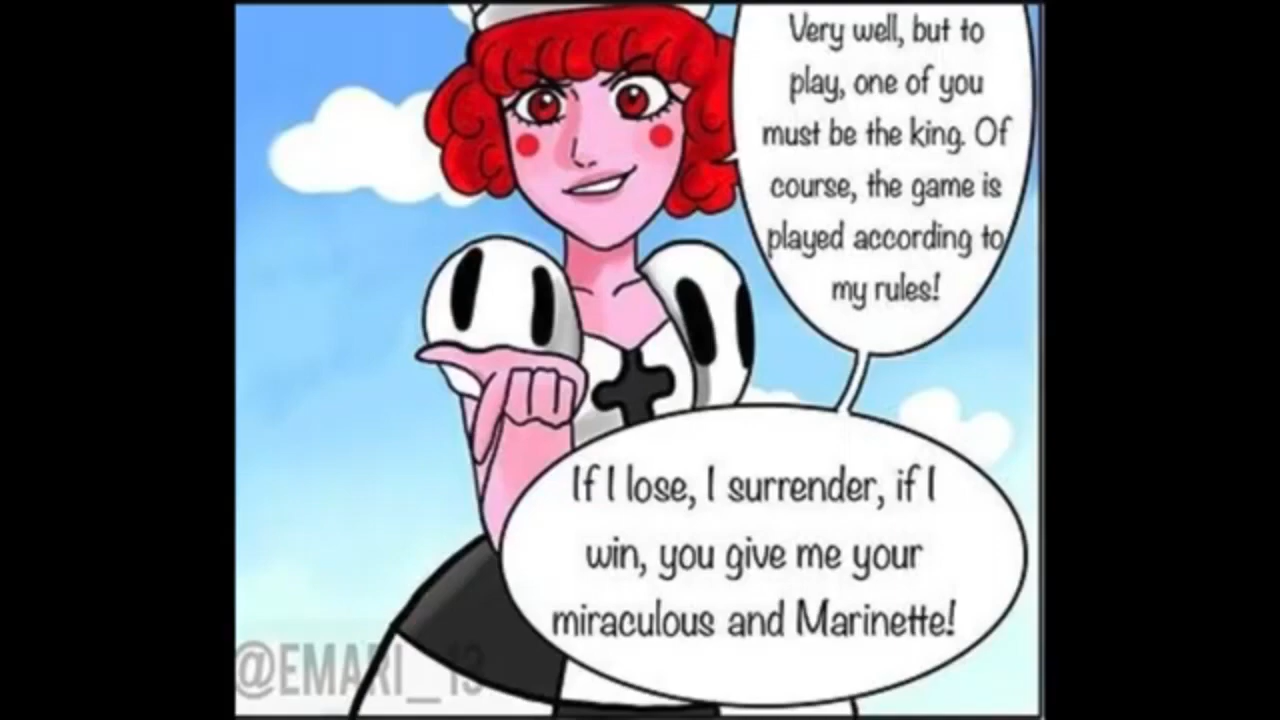 Very well, but to
play, one of you
must be the king. Of
course, the game is
played according to
my rules!
If I lose, I surrender, if I
win, you give me your
miraculous and Marinette!
@EMARI_13